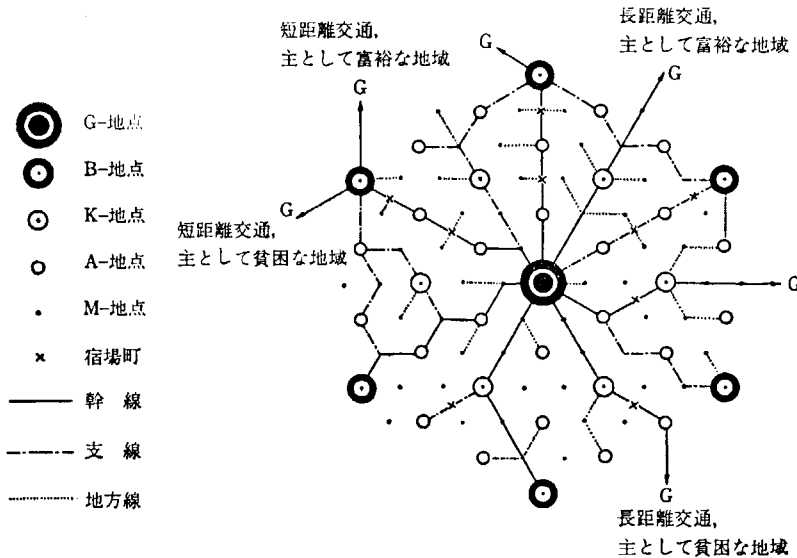 短距離交通,
主として富裕な地域
長距離交通,
主として富裕な地域
G
G
G
G
短距離交通,
主として貧困な地域
G
G
長距離交通,
主として貧困な地域
G-地点
B-地点
K-地点
A-地点
M-地点
宿場町
幹 線
支 線
地方線